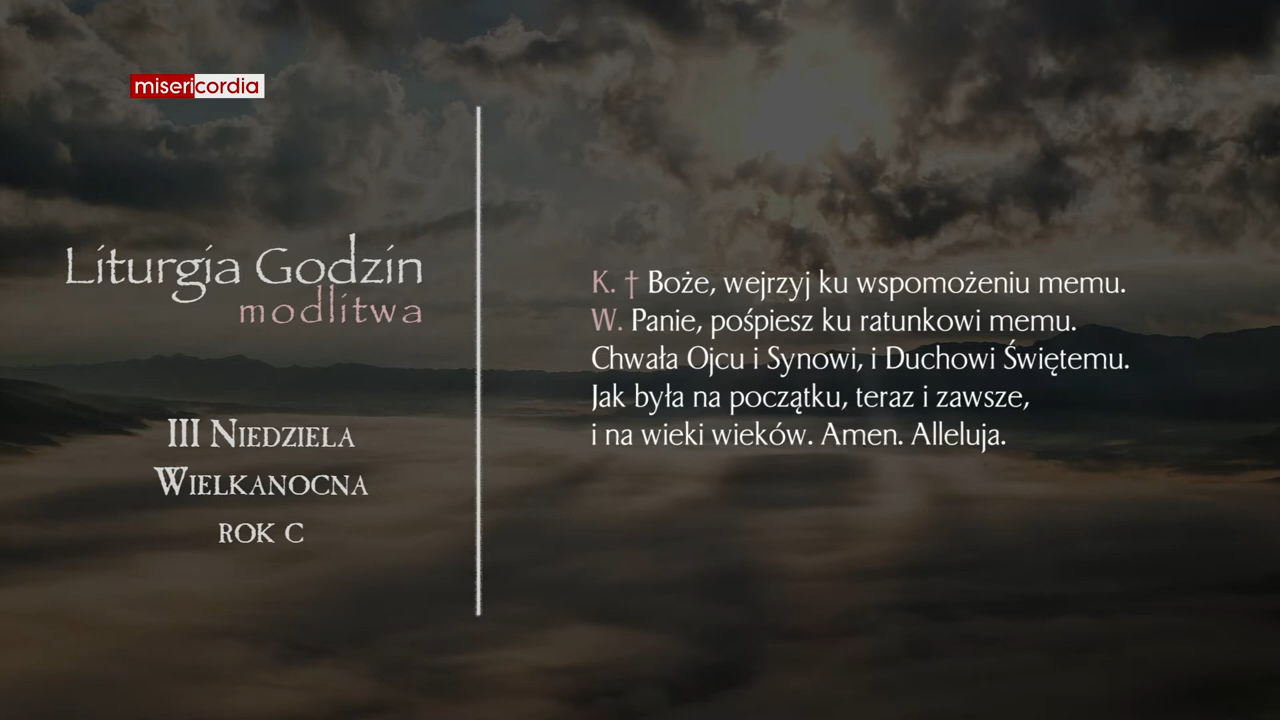 misericordia
Liturgia Godzin
modlitwa
III Niedziela
Wielkanocna
rok C
K. † Boże, wejrzyj ku wspomożeniu memu.
W. Panie, pośpiesz ku ratunkowi memu.
Chwała Ojcu i Synowi, i Duchowi Świętemu.
Jak była na początku, teraz i zawsze,
i na wieki wieków. Amen. Alleluja.